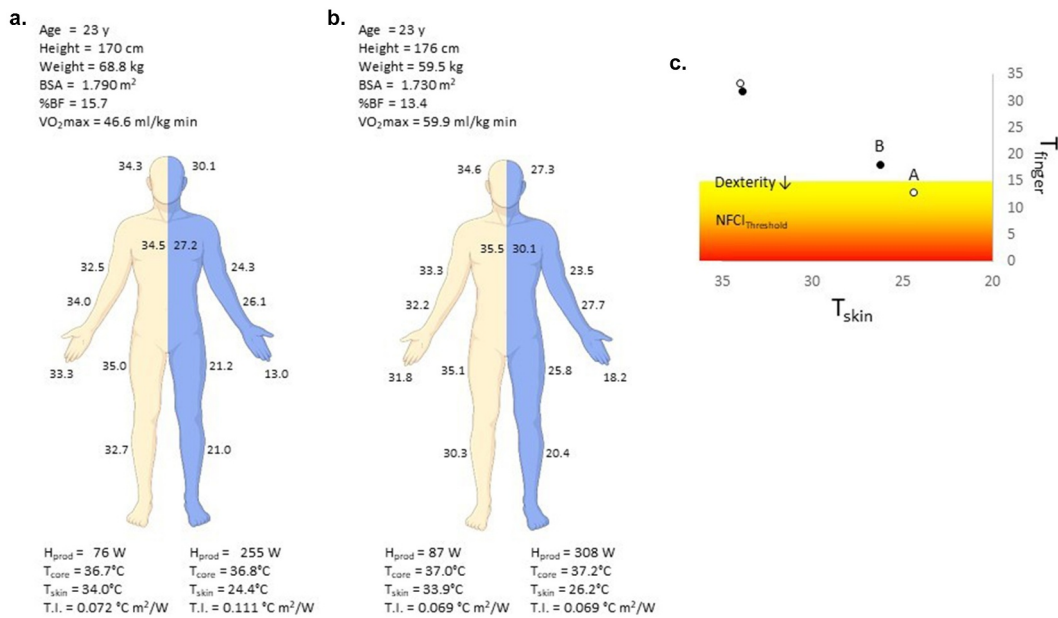 a.
Age = 23 y
Height = 170 cm
Weight = 68.8 kg
BSA = 1.790 m²
%BF = 15.7
VO₂max = 46.6 ml/kg min
34.3 30.1
34.5 27.2
32.5 24.3
34.0 26.1
33.3 35.0 21.2 13.0
32.7 21.0
Hprod = 76 W Hprod = 255 W
Tcore = 36.7°C Tcore = 36.8°C
Tskin = 34.0°C Tskin = 24.4°C
T.I. = 0.072 °C m²/W T.I. = 0.111 °C m²/W
b.
Age = 23 y
Height = 176 cm
Weight = 59.5 kg
BSA = 1.730 m²
%BF = 13.4
VO₂max = 59.9 ml/kg min
34.6 27.3
35.5 30.1
33.3 23.5
32.2 27.7
31.8 35.1 25.8 18.2
30.3 20.4
Hprod = 87 W Hprod = 308 W
Tcore = 37.0°C Tcore = 37.2°C
Tskin = 33.9°C Tskin = 26.2°C
T.I. = 0.069 °C m²/W T.I. = 0.069 °C m²/W
c.
35
30
25
20
15
10
5
0
Tfinger
B
A
Dexterity ↓
NFCIThreshold
35 30 25 20
Tskin